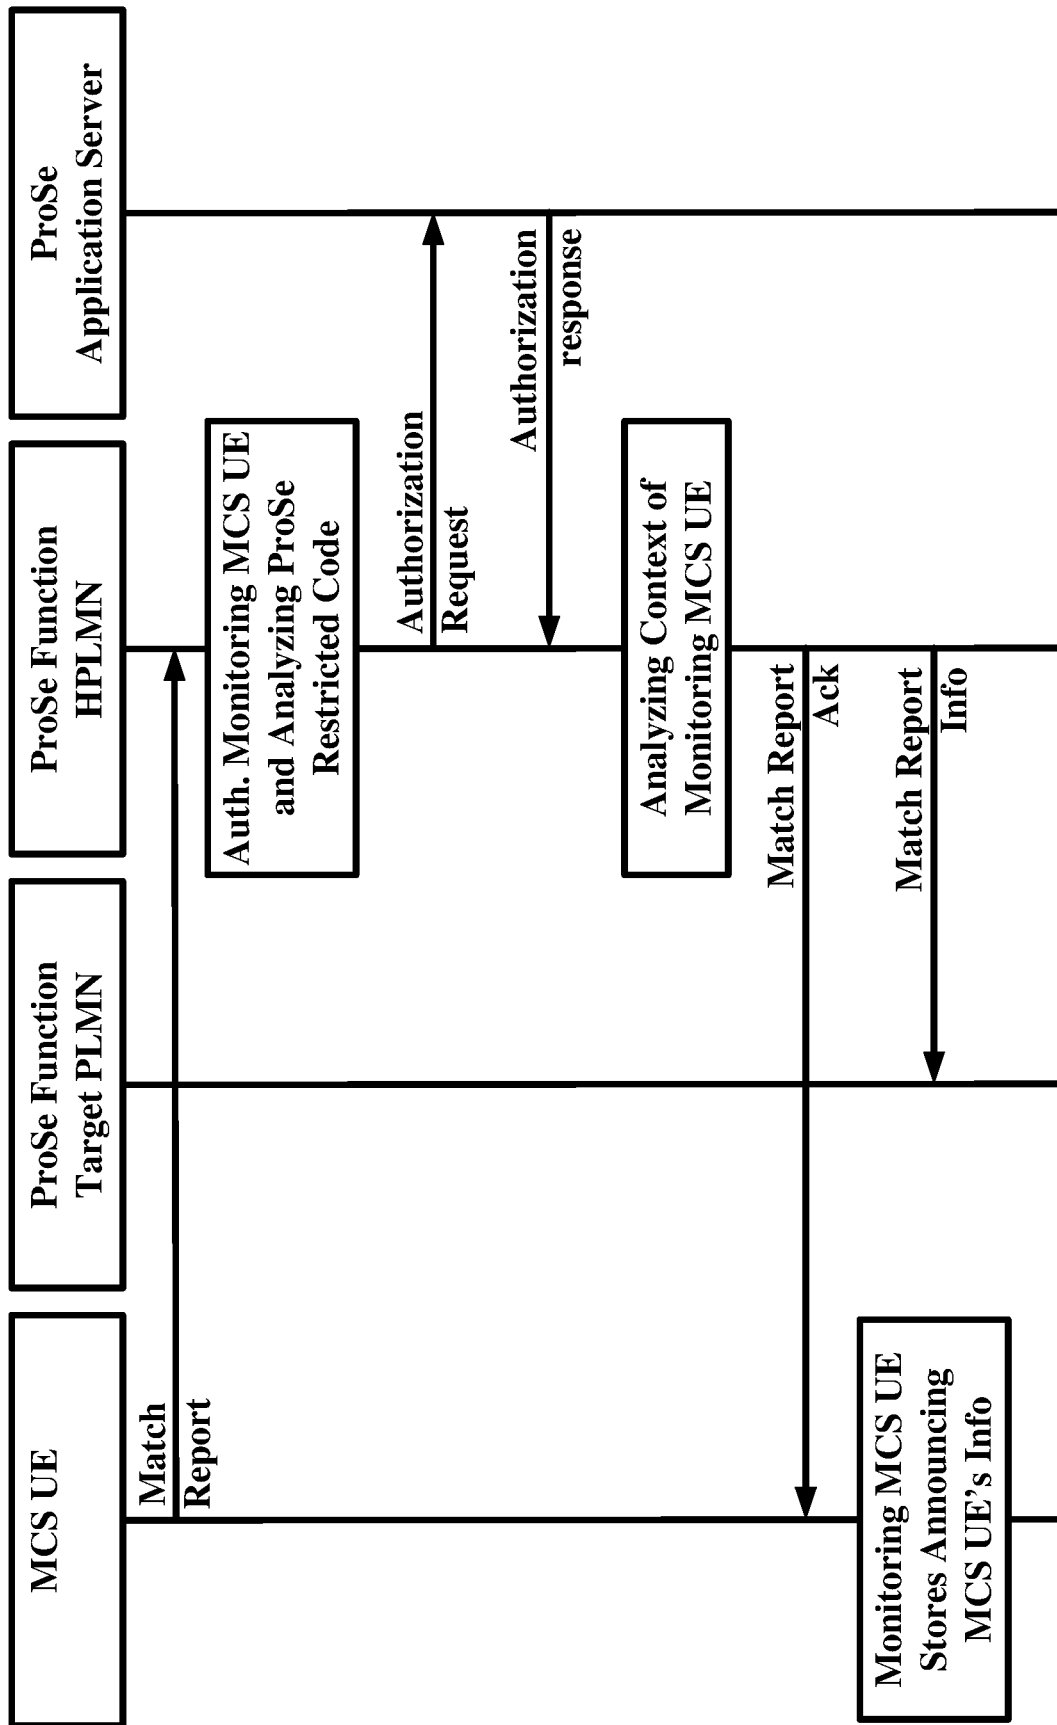 MCS UE
ProSe Function
Target PLMN
ProSe Function
HPLMN
ProSe
Application Server
Match
Report
Auth. Monitoring MCS UE
and Analyzing ProSe
Restricted Code
Authorization
Request
Authorization
response
Analyzing Context of
Monitoring MCS UE
Match Report
Ack
Monitoring MCS UE
Stores Announcing
MCS UE's Info
Match Report
Info